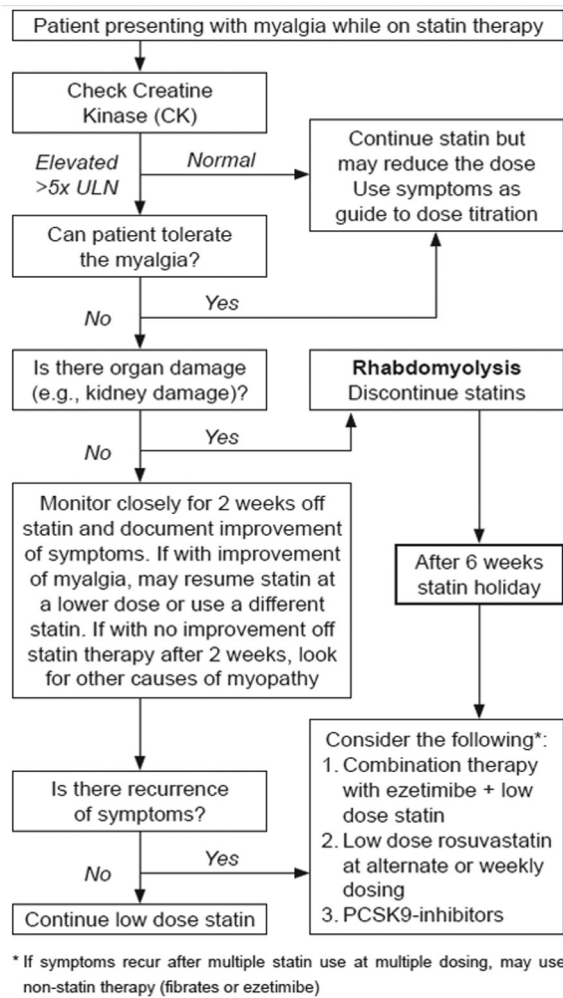 Patient presenting with myalgia while on statin therapy
Check Creatine
Kinase (CK)
Elevated
>5x ULN
Normal
Continue statin but
may reduce the dose
Use symptoms as
guide to dose titration
Can patient tolerate
the myalgia?
No
Yes
Is there organ damage
(e.g., kidney damage)?
Rhabdomyolysis
Discontinue statins
No
Yes
Monitor closely for 2 weeks off
statin and document improvement
of symptoms. If with improvement
of myalgia, may resume statin at
a lower dose or use a different
statin. If with no improvement off
statin therapy after 2 weeks, look
for other causes of myopathy
After 6 weeks
statin holiday
Is there recurrence
of symptoms?
No
Yes
Consider the following*:
1. Combination therapy
with ezetimibe + low
dose statin
2. Low dose rosuvastatin
at alternate or weekly
dosing
3. PCSK9-inhibitors
Continue low dose statin
* If symptoms recur after multiple statin use at multiple dosing, may use
non-statin therapy (fibrates or ezetimibe)